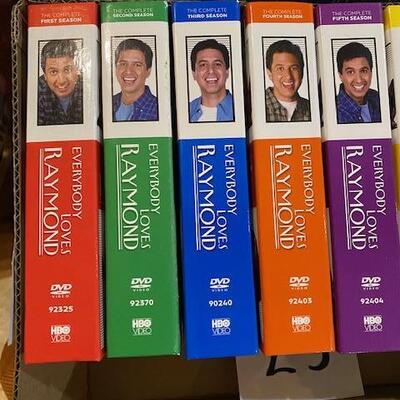 THE COMPLETE
FIRST SEASON
EVERYBODY
LOVES
RAYMOND
DVD
VIDEO
92325
HBO
VIDEO
THE COMPLETE
SECOND SEASON
EVERYBODY
LOVES
RAYMOND
DVD
VIDEO
92370
HBO
VIDEO
THE COMPLETE
THIRD SEASON
EVERYBODY
LOVES
RAYMOND
DVD
VIDEO
90240
HBO
VIDEO
THE COMPLETE
FOURTH SEASON
EVERYBODY
LOVES
RAYMOND
DVD
VIDEO
92403
HBO
VIDEO
THE COMPLETE
FIFTH SEASON
EVERYBODY
LOVES
RAYMOND
DVD
VIDEO
92404
HBO
VIDEO